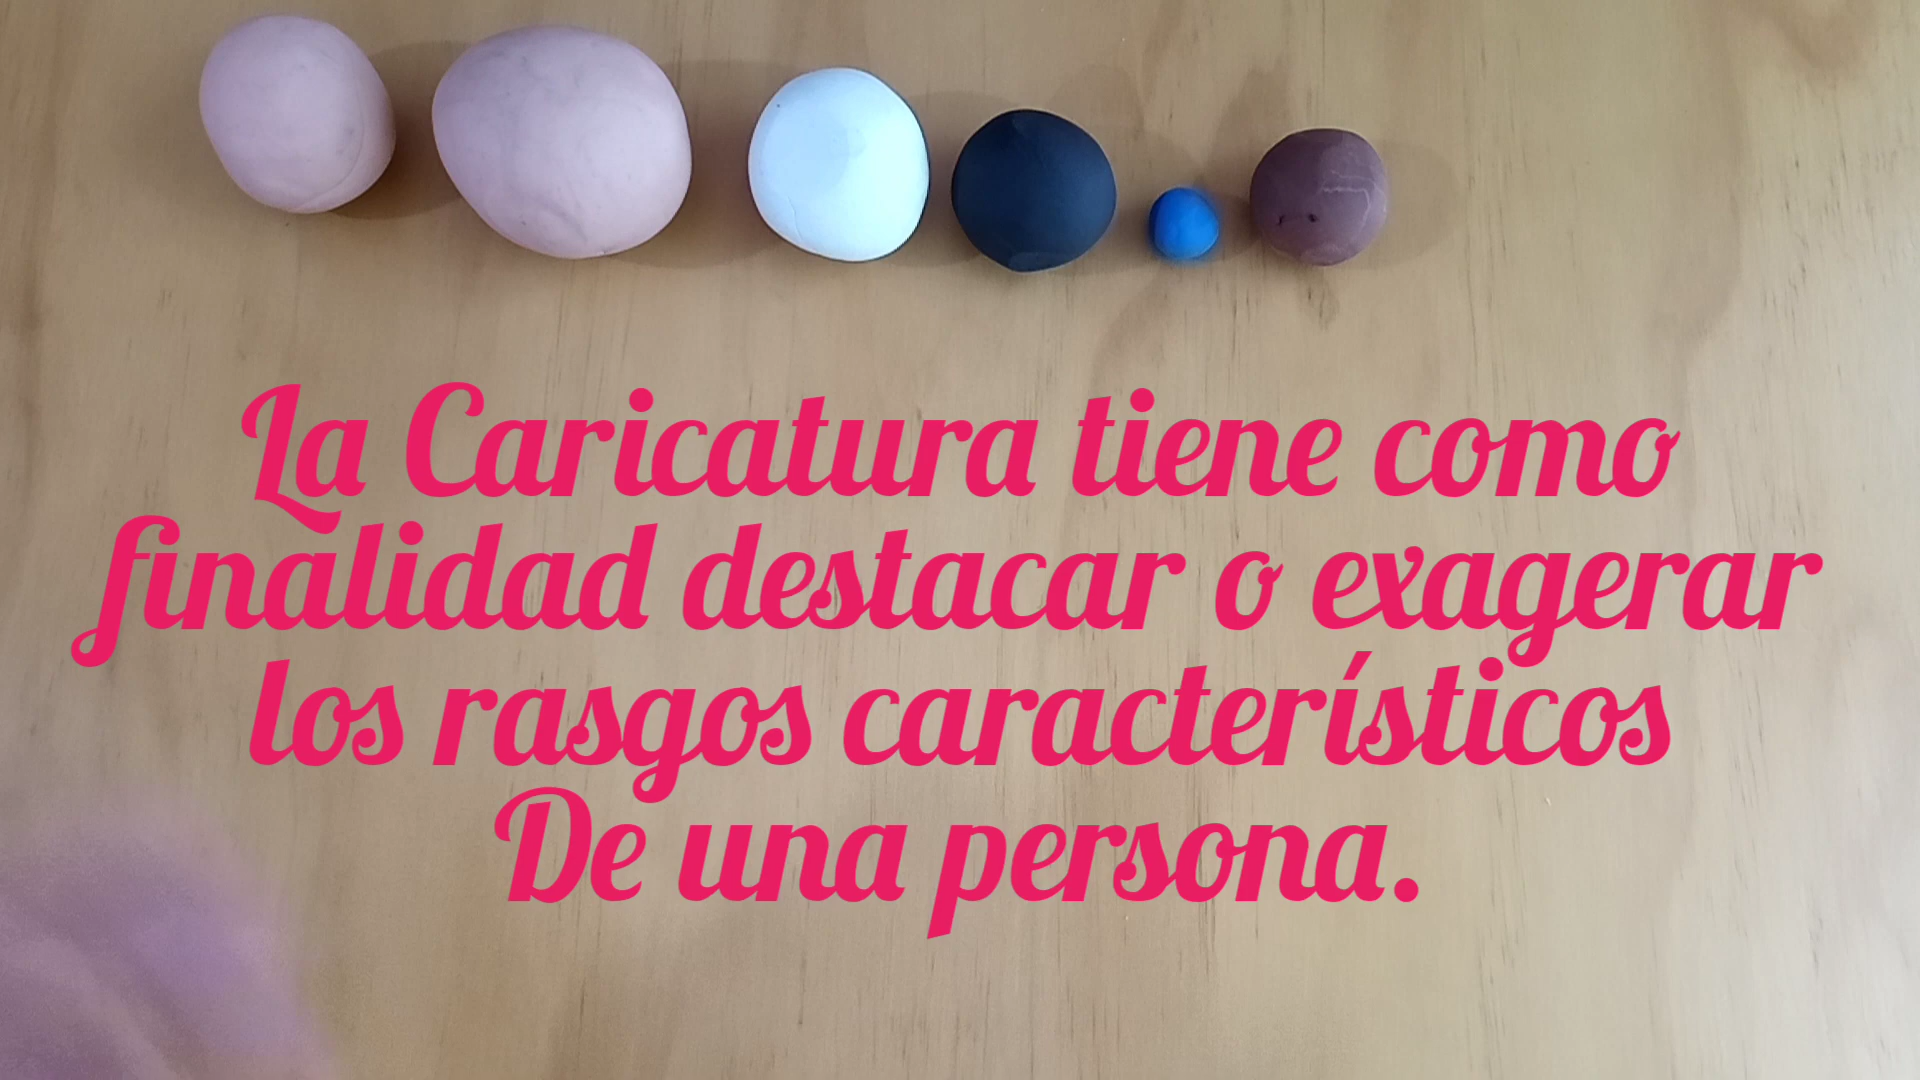 La Caricatura tiene como
finalidad destacar o exagerar
los rasgos característicos
De una persona.